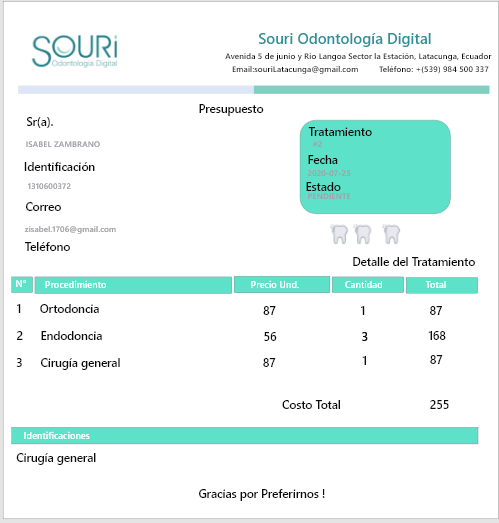 SOURi
Odontología Digital
Souri Odontología Digital
Avenida 5 de junio y Rio Langoa Sector la Estación, Latacunga, Ecuador
Email:souriLatacunga@gmail.com Teléfono: +(539) 984 500 337
Presupuesto
Sr(a).
ISABEL ZAMBRANO
Identificación
1310600372
Correo
zisabel.1706@gmail.com
Teléfono
Tratamiento
#2
Fecha
2020-07-25
Estado
PENDIENTE
Detalle del Tratamiento
N° Procedimiento Precio Und. Cantidad Total
1 Ortodoncia 87 1 87
2 Endodoncia 56 3 168
3 Cirugía general 87 1 87
Costo Total 255
Identificaciones
Cirugía general
Gracias por Preferirnos !